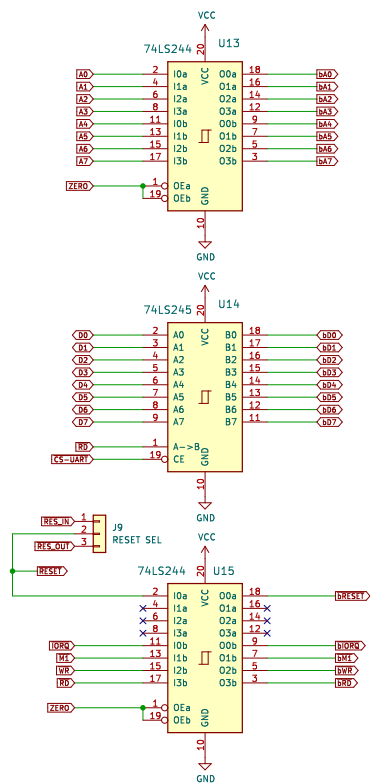 VCC
74LS244 U13
20
A0 2 I0a VCC O0a 18 bA0
A1 4 I1a O1a 16 bA1
A2 6 I2a O2a 14 bA2
A3 8 I3a O3a 12 bA3
A4 11 I0b O0b 9 bA4
A5 13 I1b O1b 7 bA5
A6 15 I2b O2b 5 bA6
A7 17 I3b O3b 3 bA7
ZERO 1 OEa
19 OEb GND
10
GND
VCC
74LS245 U14
20
D0 2 A0 VCC B0 18 bD0
D1 3 A1 B1 17 bD1
D2 4 A2 B2 16 bD2
D3 5 A3 B3 15 bD3
D4 6 A4 B4 14 bD4
D5 7 A5 B5 13 bD5
D6 8 A6 B6 12 bD6
D7 9 A7 B7 11 bD7
RD 1 A->B
CS-UART 19 CE GND
10
GND
RES_IN 1 J9
2 RESET SEL
RES_OUT 3
VCC
RESET
74LS244 U15
20
2 I0a VCC O0a 18 bRESET
4 I1a O1a 16
6 I2a O2a 14
8 I3a O3a 12
IORQ 11 I0b O0b 9 bIORQ
M1 13 I1b O1b 7 bM1
WR 15 I2b O2b 5 bWR
RD 17 I3b O3b 3 bRD
ZERO 1 OEa
19 OEb GND
10
GND